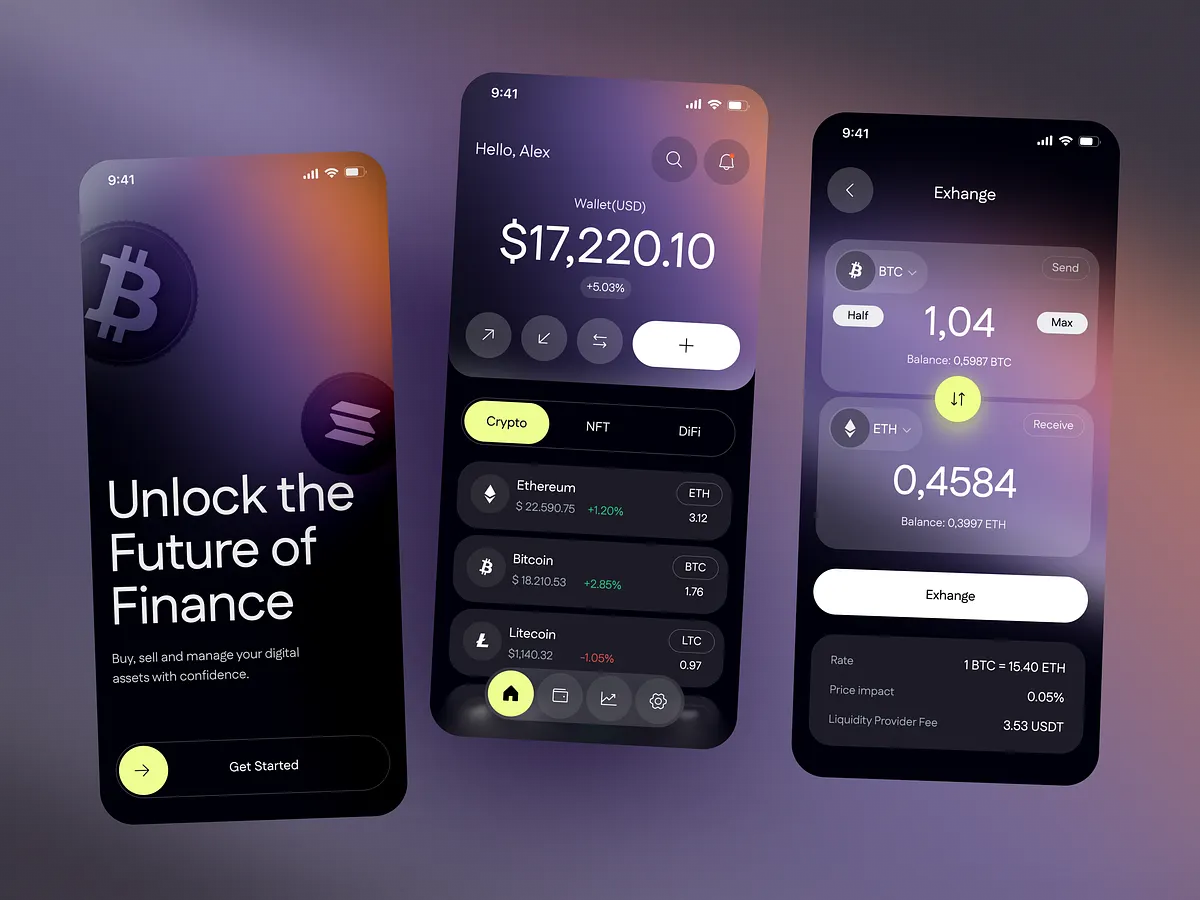 9:41
Unlock the
Future of
Finance
Buy, sell and manage your digital
assets with confidence.
Get Started
9:41
Hello, Alex
Wallet(USD)
$17,220.10
+5.03%
Crypto NFT DiFi
Ethereum ETH
$ 22.590.75 +1.20% 3.12
Bitcoin BTC
$ 18.210.53 +2.85% 1.76
Litecoin LTC
$1,140.32 -1.05% 0.97
9:41
Exhange
BTC Send
Half 1,04 Max
Balance: 0,5987 BTC
ETH Receive
0,4584
Balance: 0,3997 ETH
Exhange
Rate 1 BTC = 15.40 ETH
Price impact 0.05%
Liquidity Provider Fee 3.53 USDT